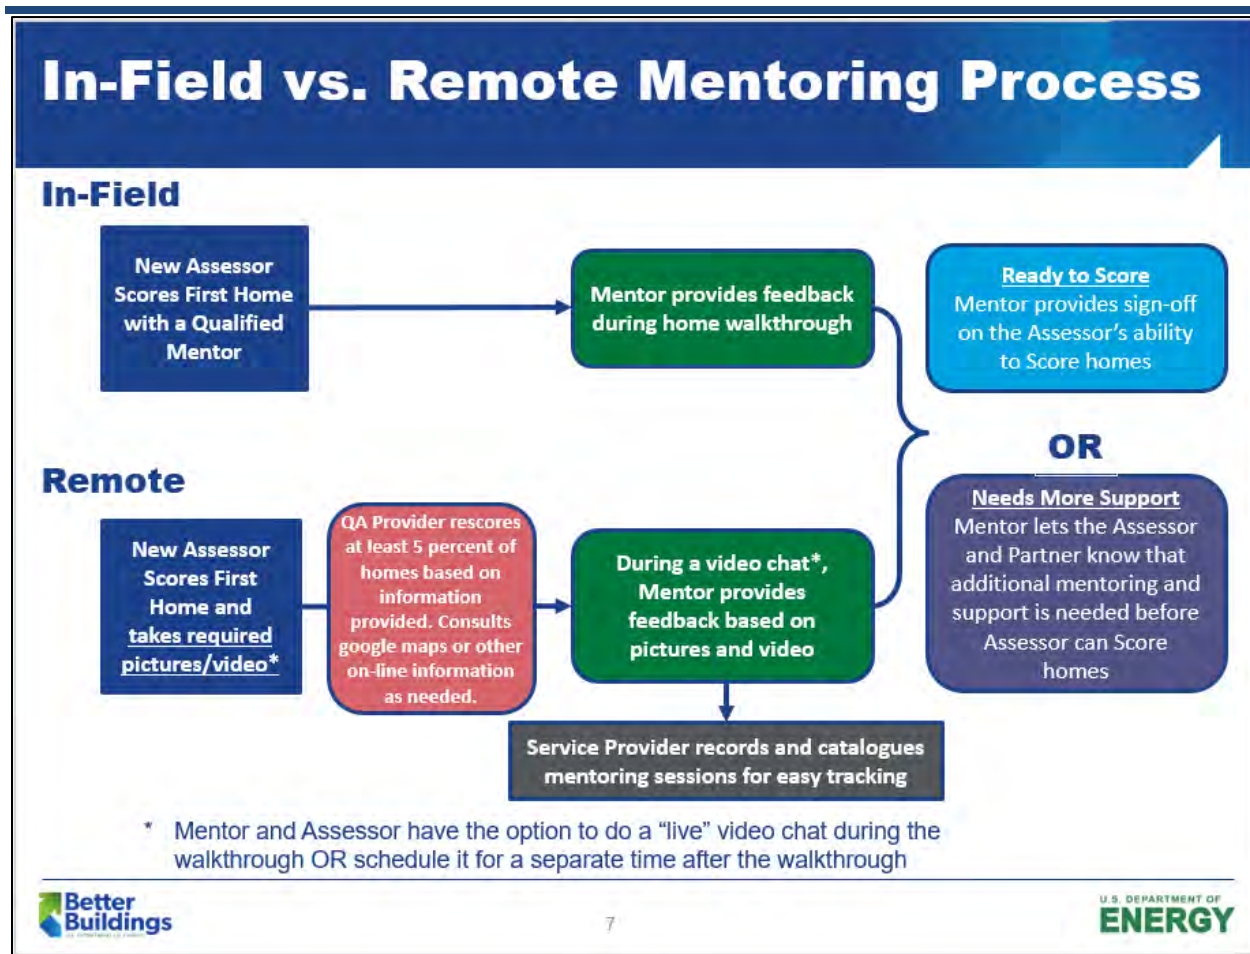 In-Field vs. Remote Mentoring Process
In-Field
New Assessor
Scores First Home
with a Qualified
Mentor
Mentor provides feedback
during home walkthrough
Ready to Score
Mentor provides sign-off
on the Assessor's ability
to Score homes
OR
Remote
New Assessor
Scores First
Home and
takes required
pictures/video*
QA Provider rescores
at least 5 percent of
homes based on
information
provided. Consults
google maps or other
on-line information
as needed.
During a video chat*,
Mentor provides
feedback based on
pictures and video
Needs More Support
Mentor lets the Assessor
and Partner know that
additional mentoring and
support is needed before
Assessor can Score
homes
Service Provider records and catalogues
mentoring sessions for easy tracking
* Mentor and Assessor have the option to do a "live" video chat during the
walkthrough OR schedule it for a separate time after the walkthrough
Better
Buildings
7
U.S. DEPARTMENT OF
ENERGY